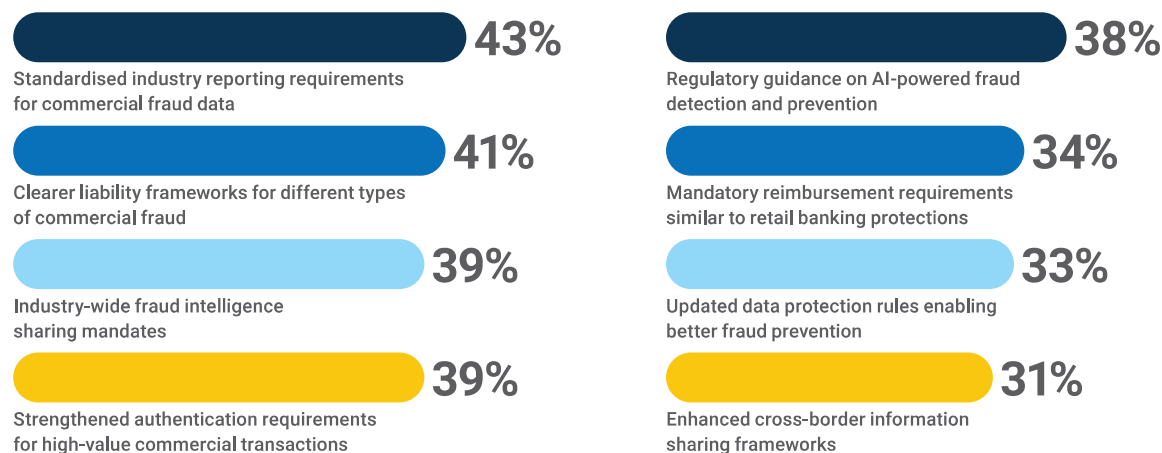 43%
Standardised industry reporting requirements
for commercial fraud data
41%
Clearer liability frameworks for different types
of commercial fraud
39%
Industry-wide fraud intelligence
sharing mandates
39%
Strengthened authentication requirements
for high-value commercial transactions
38%
Regulatory guidance on AI-powered fraud
detection and prevention
34%
Mandatory reimbursement requirements
similar to retail banking protections
33%
Updated data protection rules enabling
better fraud prevention
31%
Enhanced cross-border information
sharing frameworks